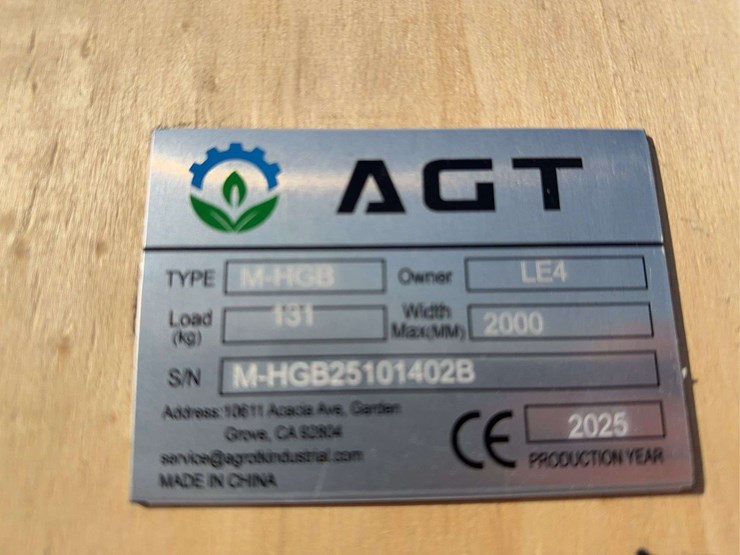 AGT
TYPE M-HGB Owner LE4
Load (kg) 131 Width Max(MM) 2000
S/N M-HGB25101402B
Address:10611 Acacia Ave, Garden
Grove, CA 92804
service@agrotkindustrial.com
MADE IN CHINA
CE 2025
PRODUCTION YEAR